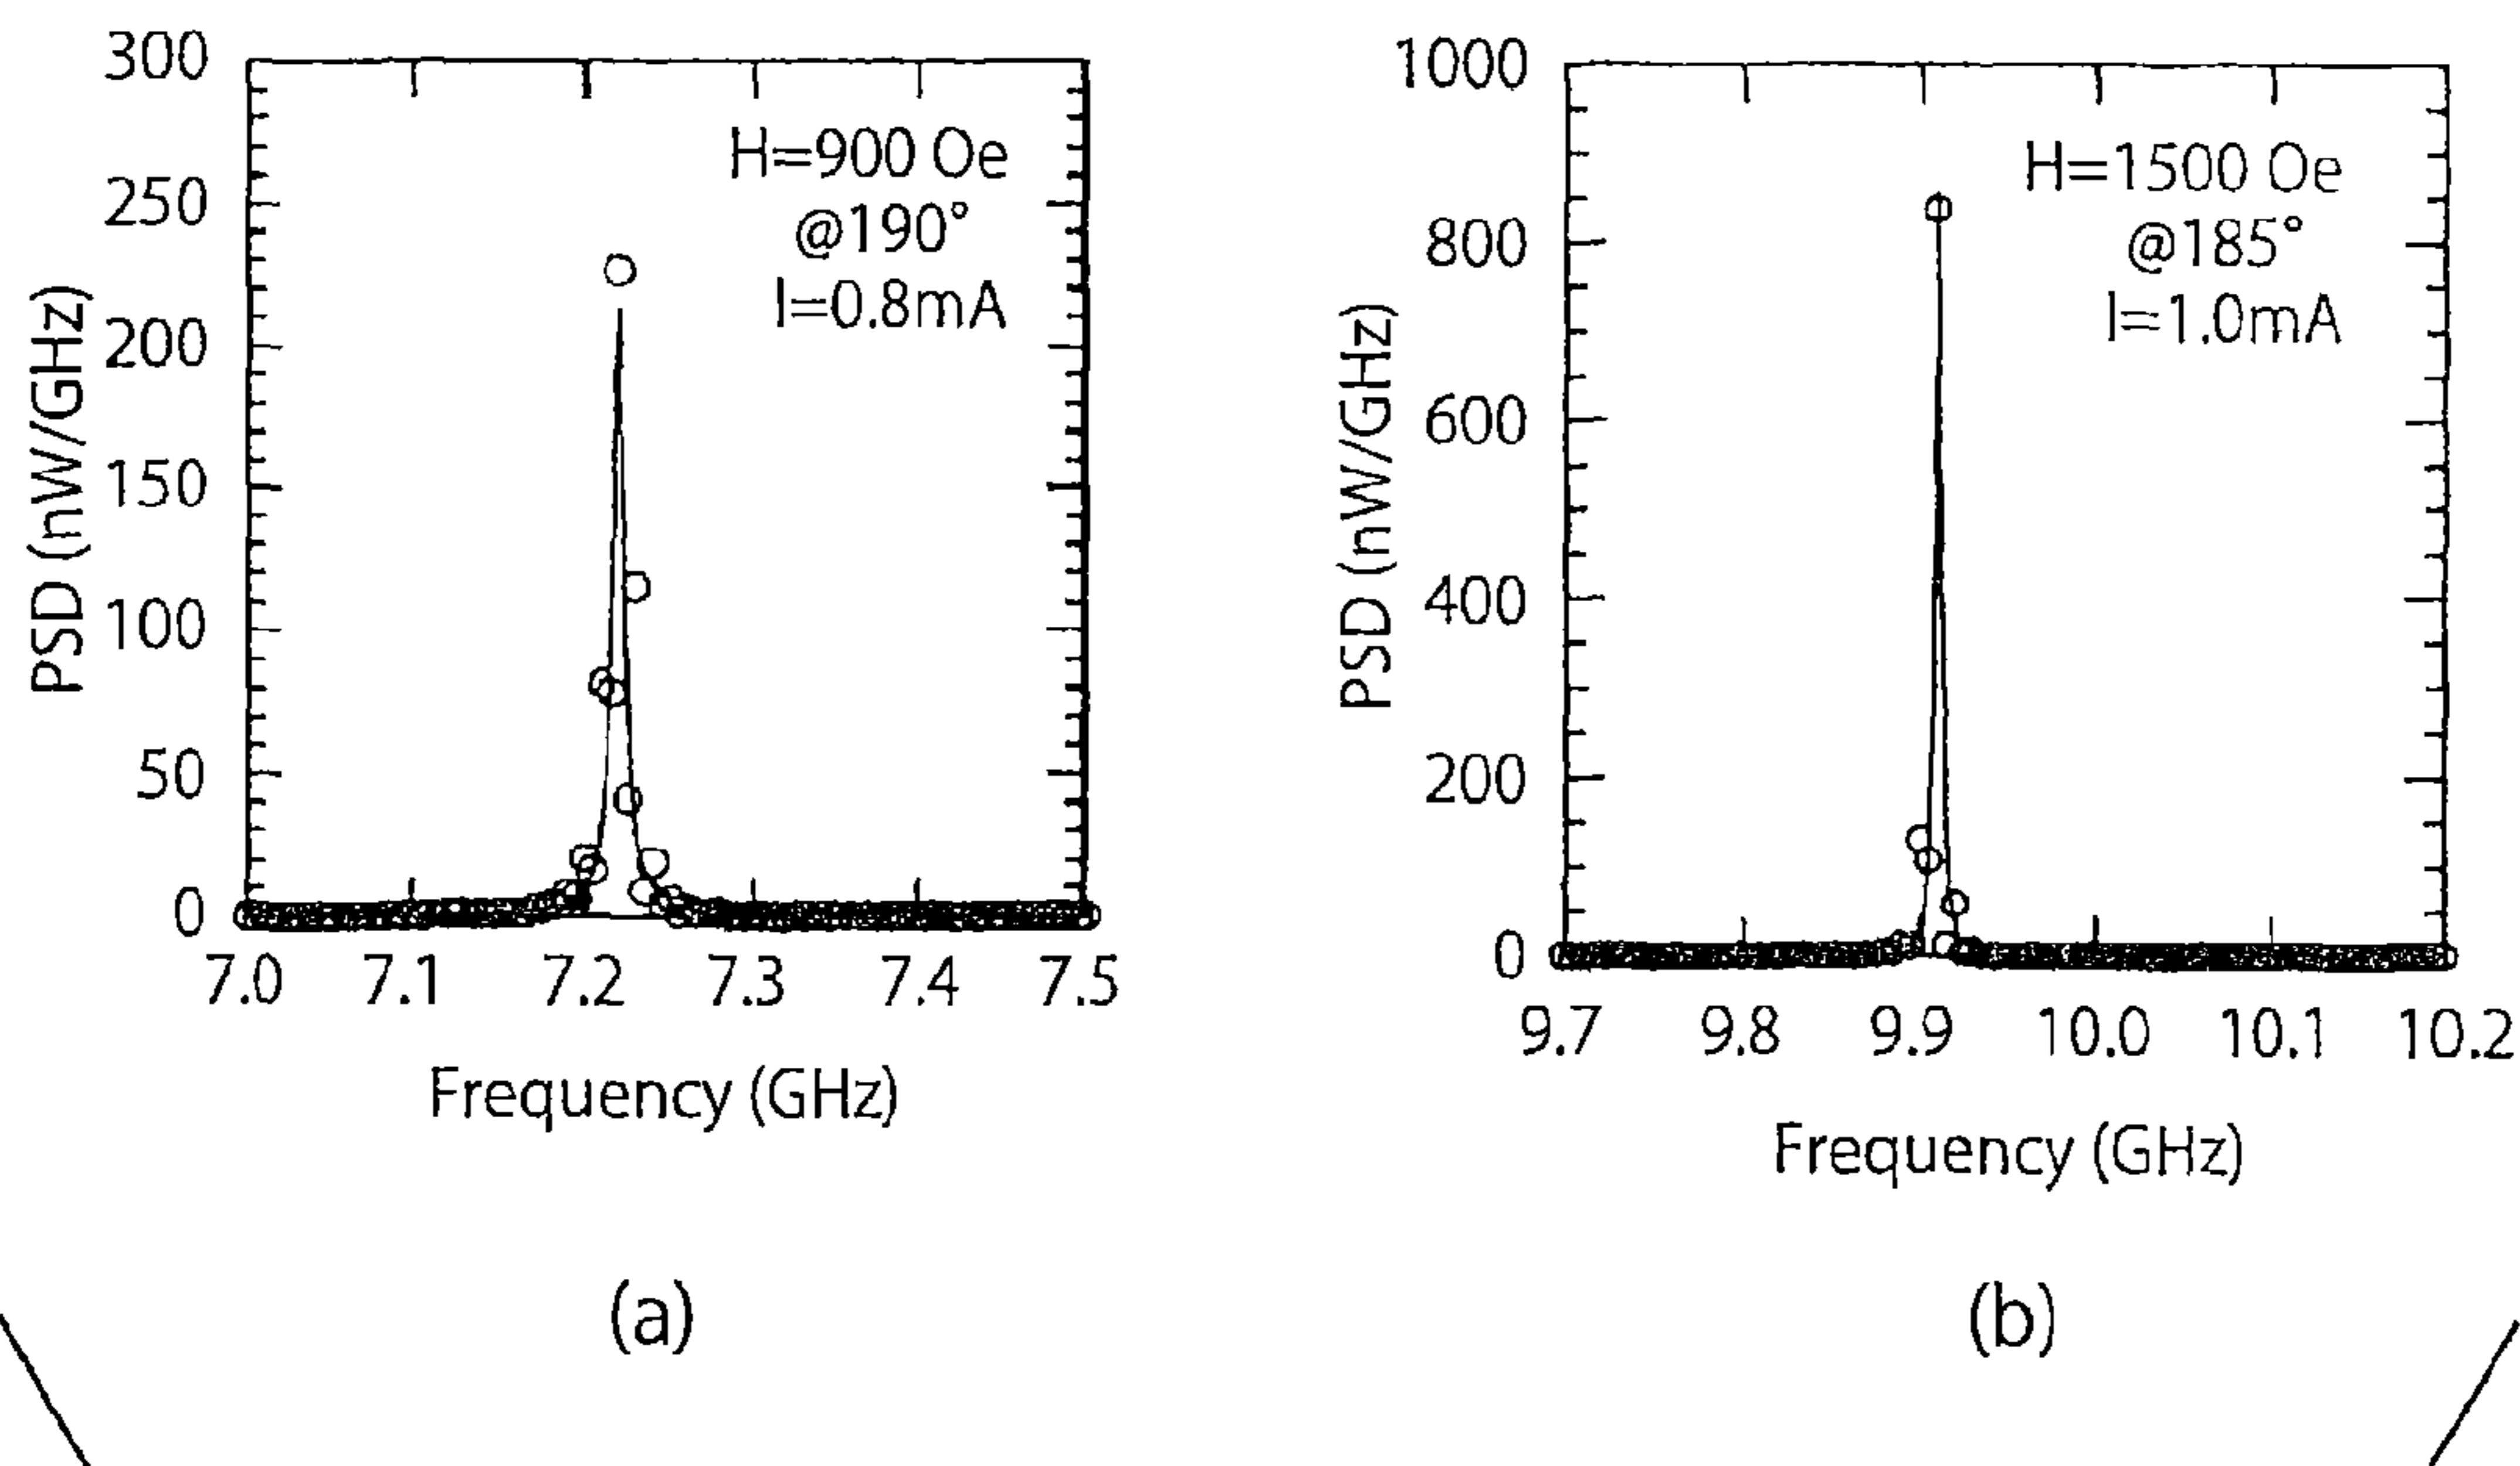 300
250
200
150
100
50
0
PSD (nW/GHz)
H=900 Oe
@190°
I=0.8mA
7.0 7.1 7.2 7.3 7.4 7.5
Frequency (GHz)
(a)
1000
800
600
400
200
0
PSD (nW/GHz)
H=1500 Oe
@185°
I=1.0mA
9.7 9.8 9.9 10.0 10.1 10.2
Frequency (GHz)
(b)